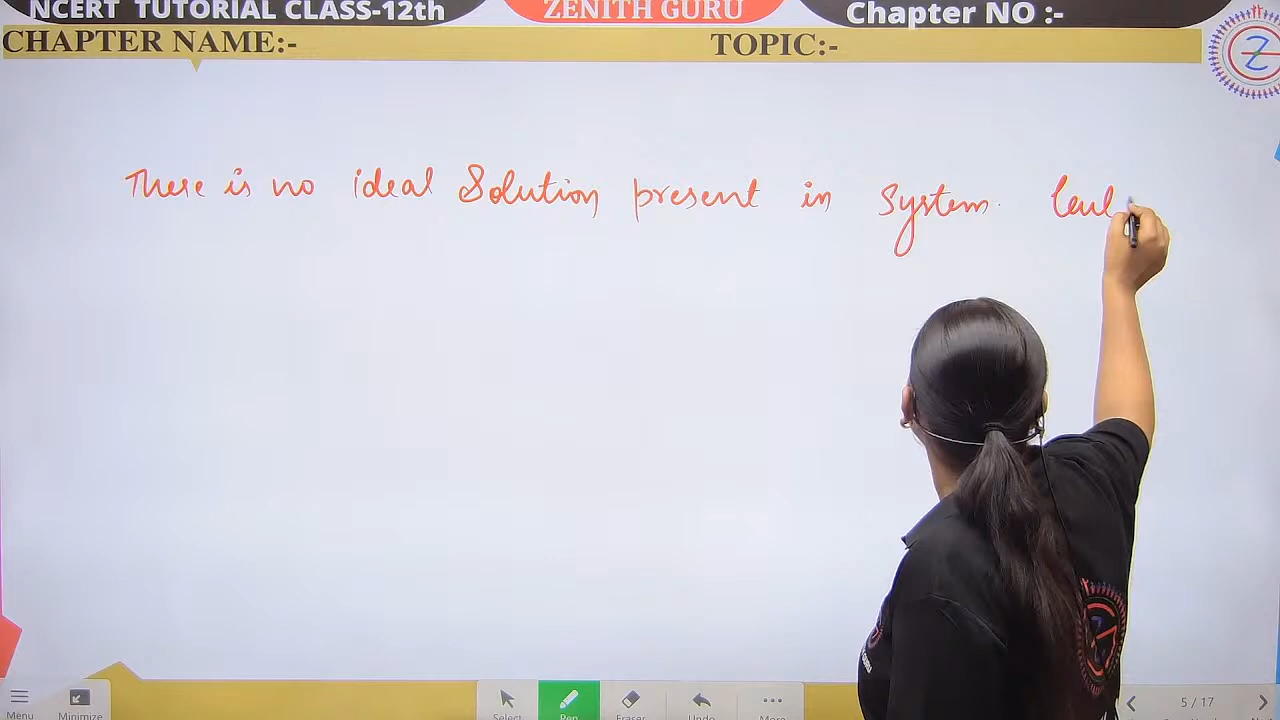 NCERT TUTORIAL CLASS-12th ZENITH GURU Chapter NO :-
CHAPTER NAME:- TOPIC:-
There is no ideal Solution present in system.
Menu Minimize Select Pen Eraser Undo More 5 / 17